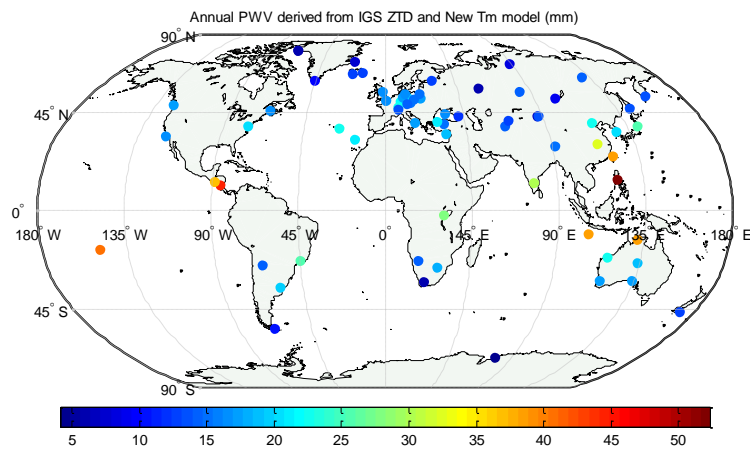 Annual PWV derived from IGS ZTD and New Tm model (mm)
90° N
45° N
0°
180° W 135° W 90° W 45° W 0 45° E 90° E 135° E 180° E
45° S
90° S
5 10 15 20 25 30 35 40 45 50